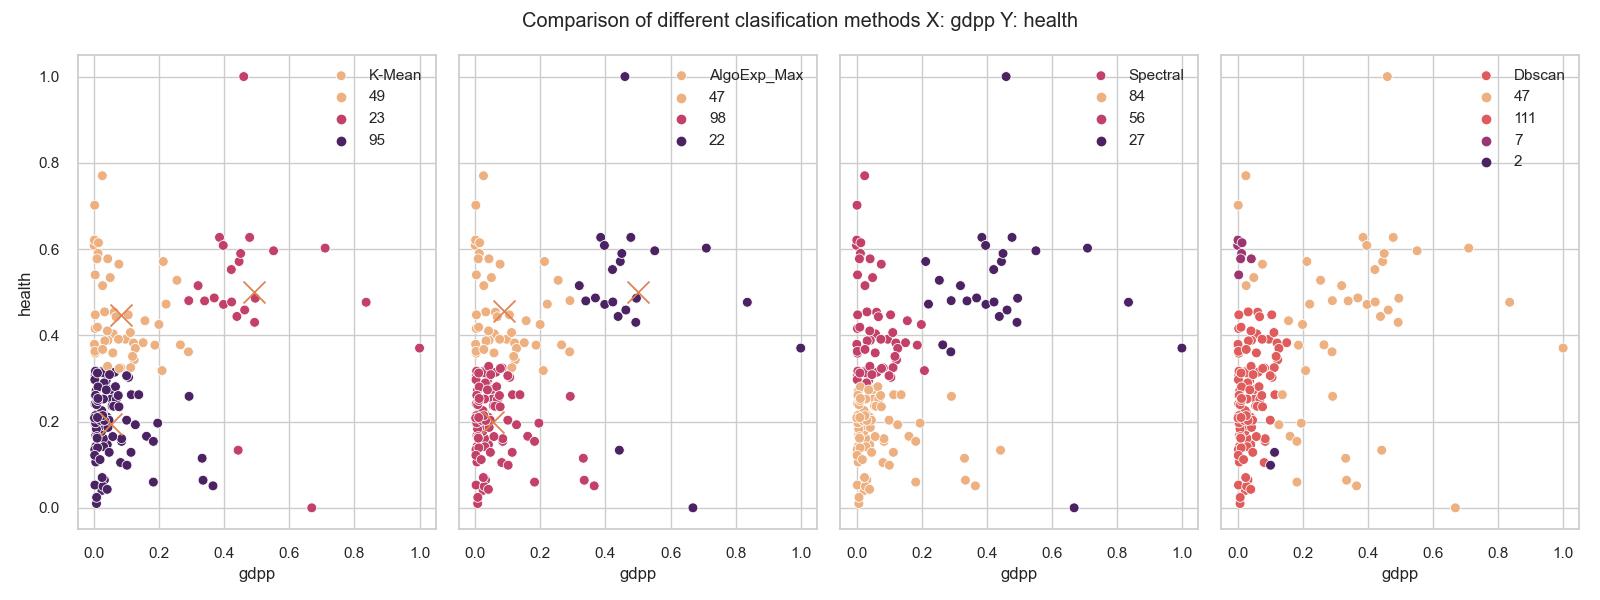 Comparison of different clasification methods X: gdpp Y: health
health
1.0
0.8
0.6
0.4
0.2
0.0
K-Mean
49
23
95
0.0 0.2 0.4 0.6 0.8 1.0
gdpp
AlgoExp_Max
47
98
22
0.0 0.2 0.4 0.6 0.8 1.0
gdpp
Spectral
84
56
27
0.0 0.2 0.4 0.6 0.8 1.0
gdpp
Dbscan
47
111
7
2
0.0 0.2 0.4 0.6 0.8 1.0
gdpp